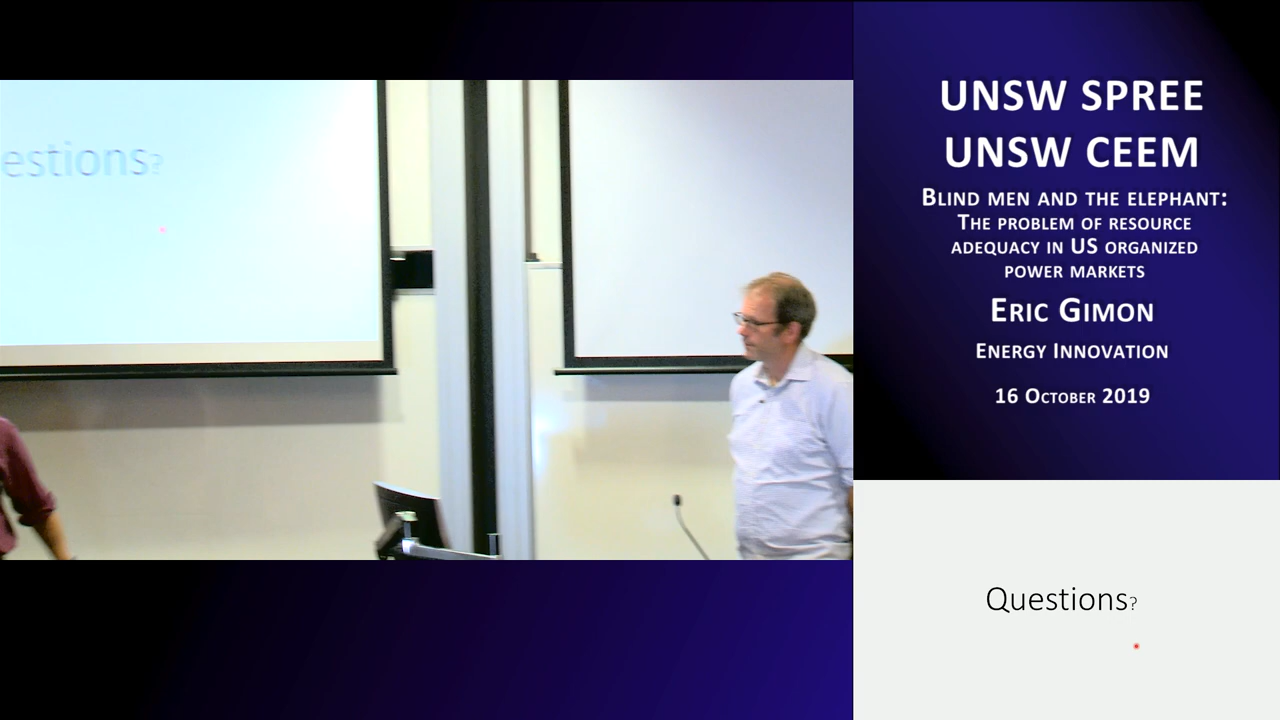 estions?
UNSW SPREE
UNSW CEEM
BLIND MEN AND THE ELEPHANT:
THE PROBLEM OF RESOURCE
ADEQUACY IN US ORGANIZED
POWER MARKETS
ERIC GIMON
ENERGY INNOVATION
16 OCTOBER 2019
Questions?